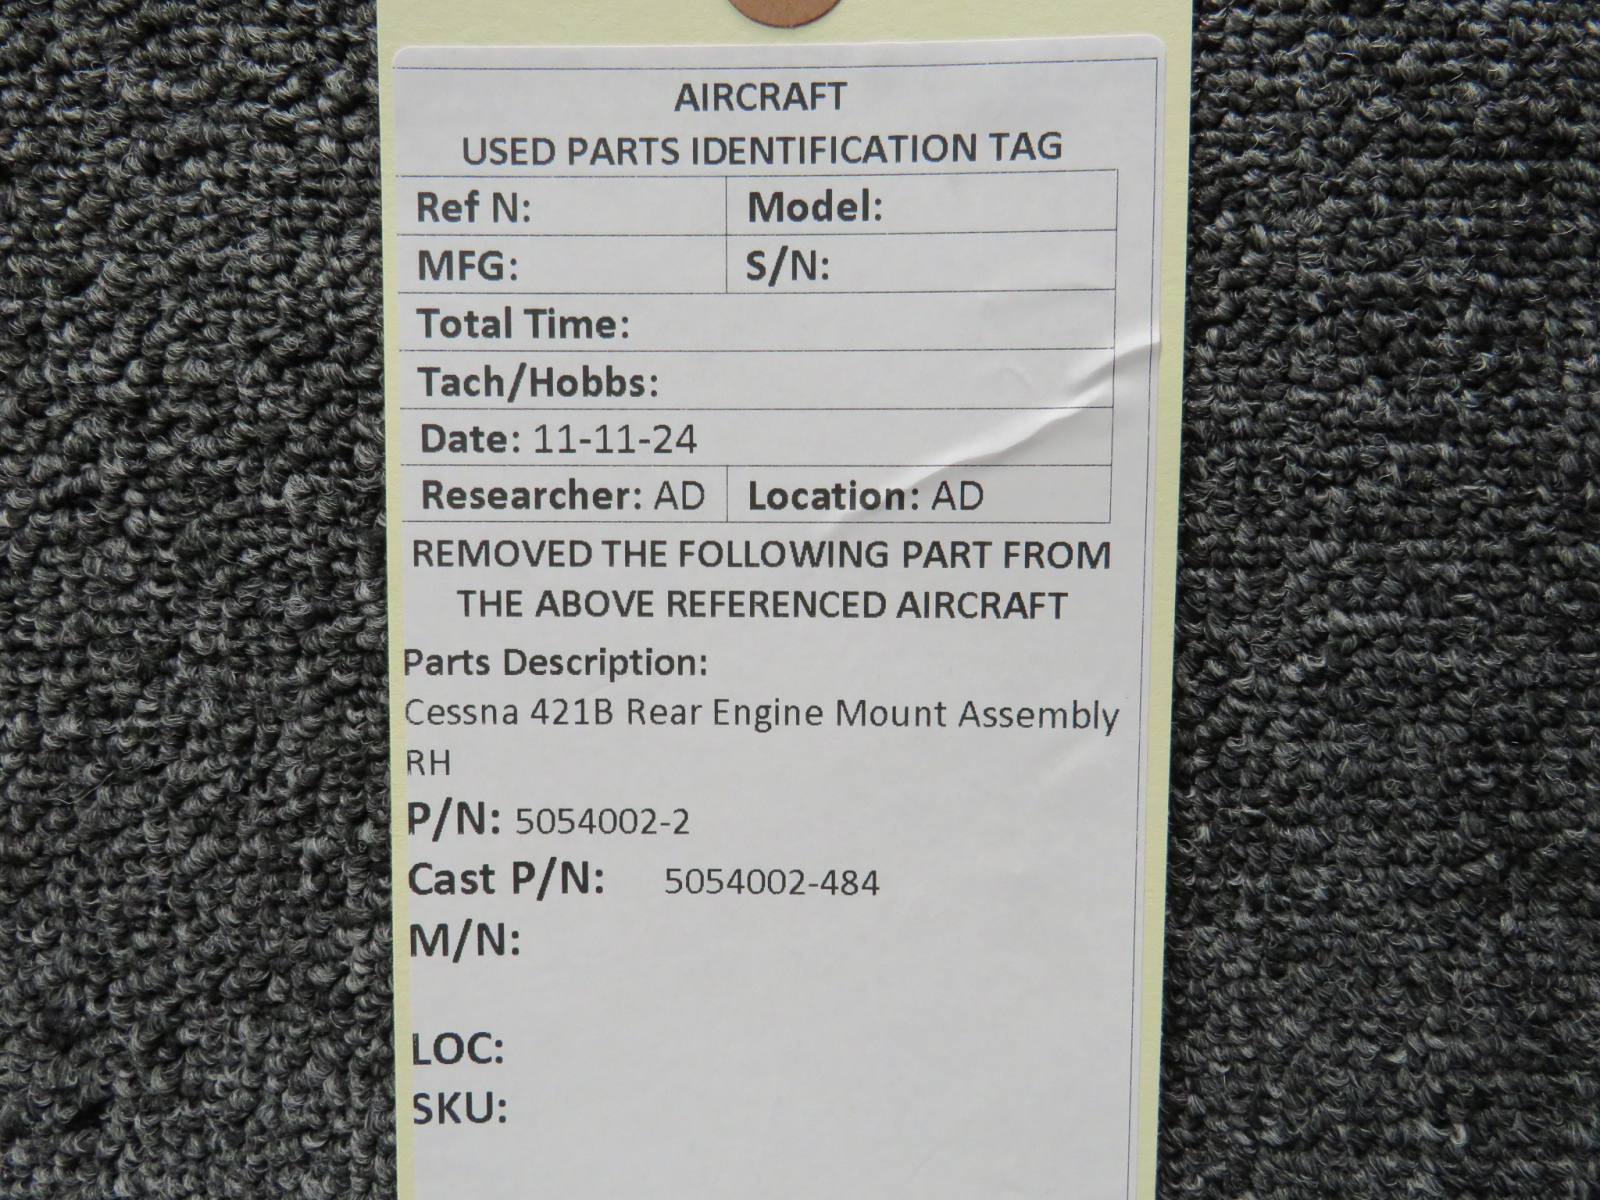 AIRCRAFT
USED PARTS IDENTIFICATION TAG
Ref N: Model:
MFG: S/N:
Total Time:
Tach/Hobbs:
Date: 11-11-24
Researcher: AD Location: AD
REMOVED THE FOLLOWING PART FROM
THE ABOVE REFERENCED AIRCRAFT
Parts Description:
Cessna 421B Rear Engine Mount Assembly
RH
P/N: 5054002-2
Cast P/N: 5054002-484
M/N:
LOC:
SKU: